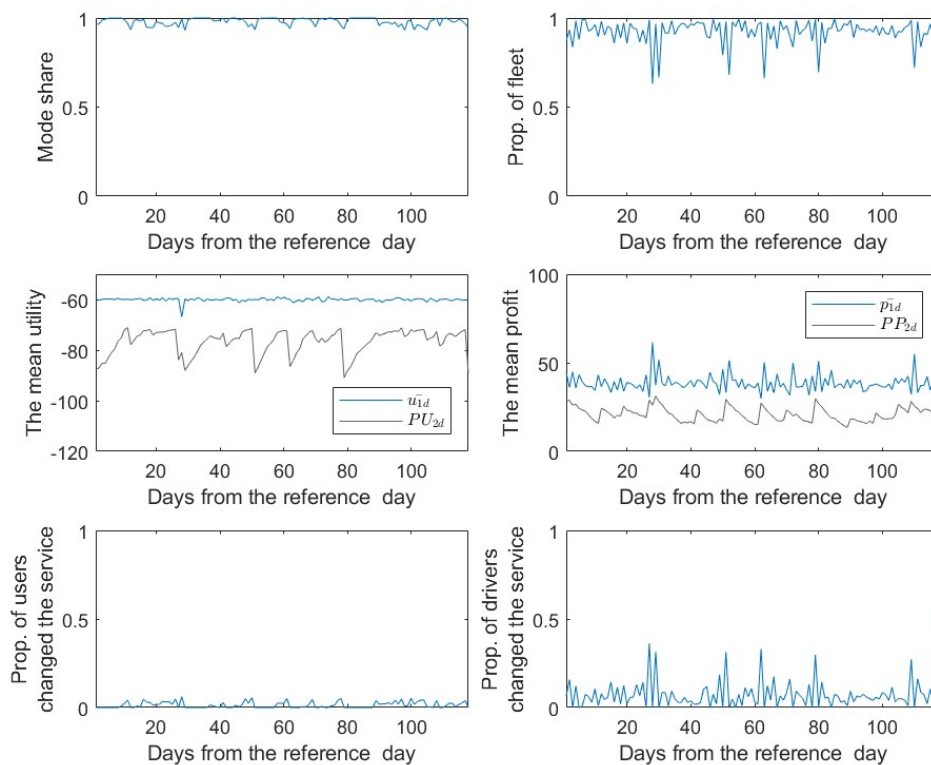 1
0.5
0
Mode share
20 40 60 80 100
Days from the reference day
1
0.5
0
Prop. of fleet
20 40 60 80 100
Days from the reference day
-60
-80
-100
-120
The mean utility
ū_1d
PU_2d
20 40 60 80 100
Days from the reference day
100
50
0
The mean profit
p̄_1d
PP_2d
20 40 60 80 100
Days from the reference day
1
0.5
0
Prop. of users
changed the service
20 40 60 80 100
Days from the reference day
1
0.5
0
Prop. of drivers
changed the service
20 40 60 80 100
Days from the reference day